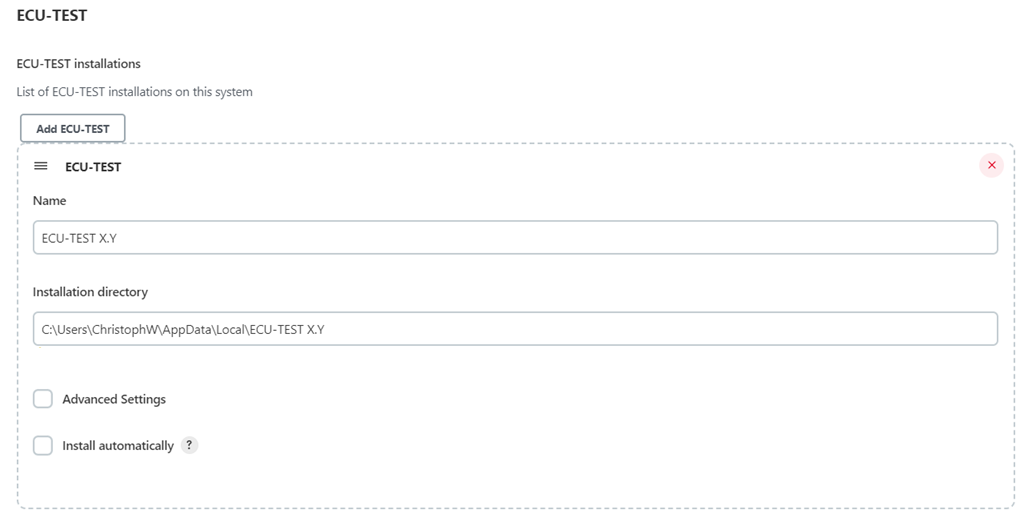 ECU-TEST
ECU-TEST installations
List of ECU-TEST installations on this system
Add ECU-TEST
ECU-TEST
Name
ECU-TEST X.Y
Installation directory
C:\Users\ChristophW\AppData\Local\ECU-TEST X.Y
Advanced Settings
Install automatically ?